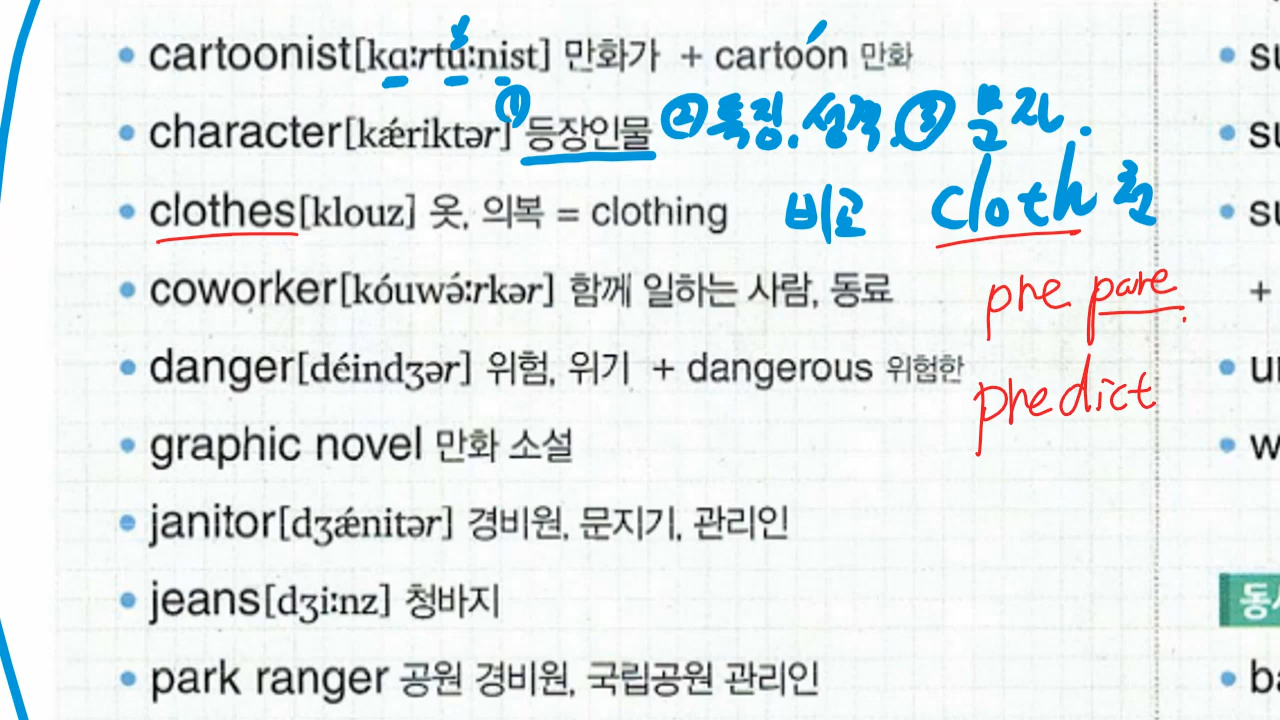 cartoonist[kɑːrtúːnist] 만화가 + cartoón 만화
character[kǽriktər] ① 등장인물 ② 특징. 성격. ③ 문자.
clothes[klouz] 옷, 의복 = clothing 비교 cloth 천
coworker[kóuwə́ːrkər] 함께 일하는 사람, 동료
prepare
danger[déindʒər] 위험, 위기 + dangerous 위험한
predict
graphic novel 만화 소설
janitor[dʒǽnitər] 경비원, 문지기, 관리인
jeans[dʒiːnz] 청바지
park ranger 공원 경비원, 국립공원 관리인
su
su
+
w